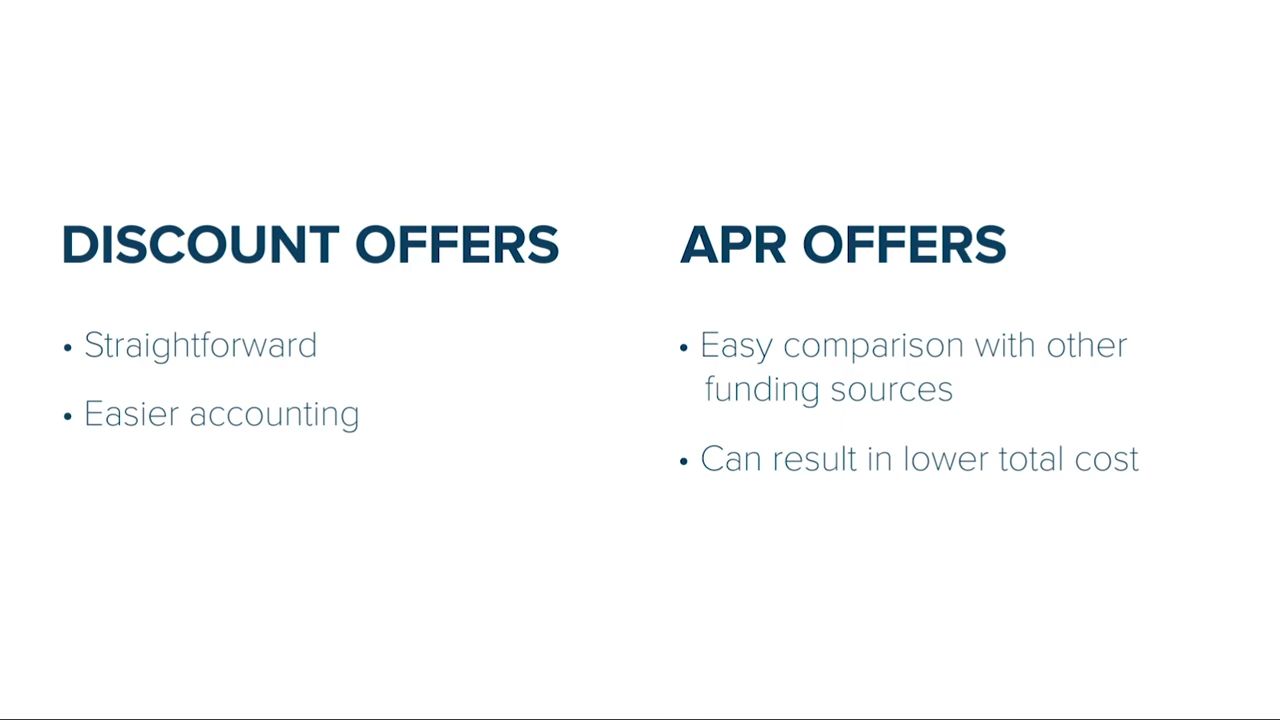 DISCOUNT OFFERS
• Straightforward
• Easier accounting
APR OFFERS
• Easy comparison with other
funding sources
• Can result in lower total cost